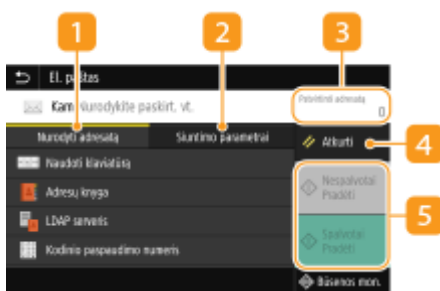 1
2
3
El. paštas
Kam Nurodykite paskirt. vt.
Patvirtinti adresatą
0
Nurodyti adresatą
Siuntimo parametrai
Atkurti
4
Naudoti klaviatūrą
Adresų knyga
Nespalvotai
Pradėti
5
LDAP serveris
Spalvotai
Pradėti
Kodinio paspaudimo numeris
Būsenos mon.